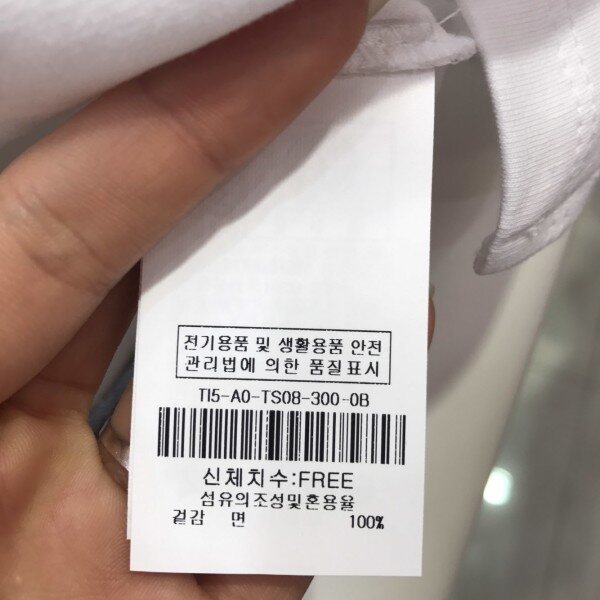 전기용품 및 생활용품 안전
관리법에 의한 품질표시
TI5-A0-TS08-300-0B
신체치수:FREE
섬유의조성및혼용율
겉감 면 100%